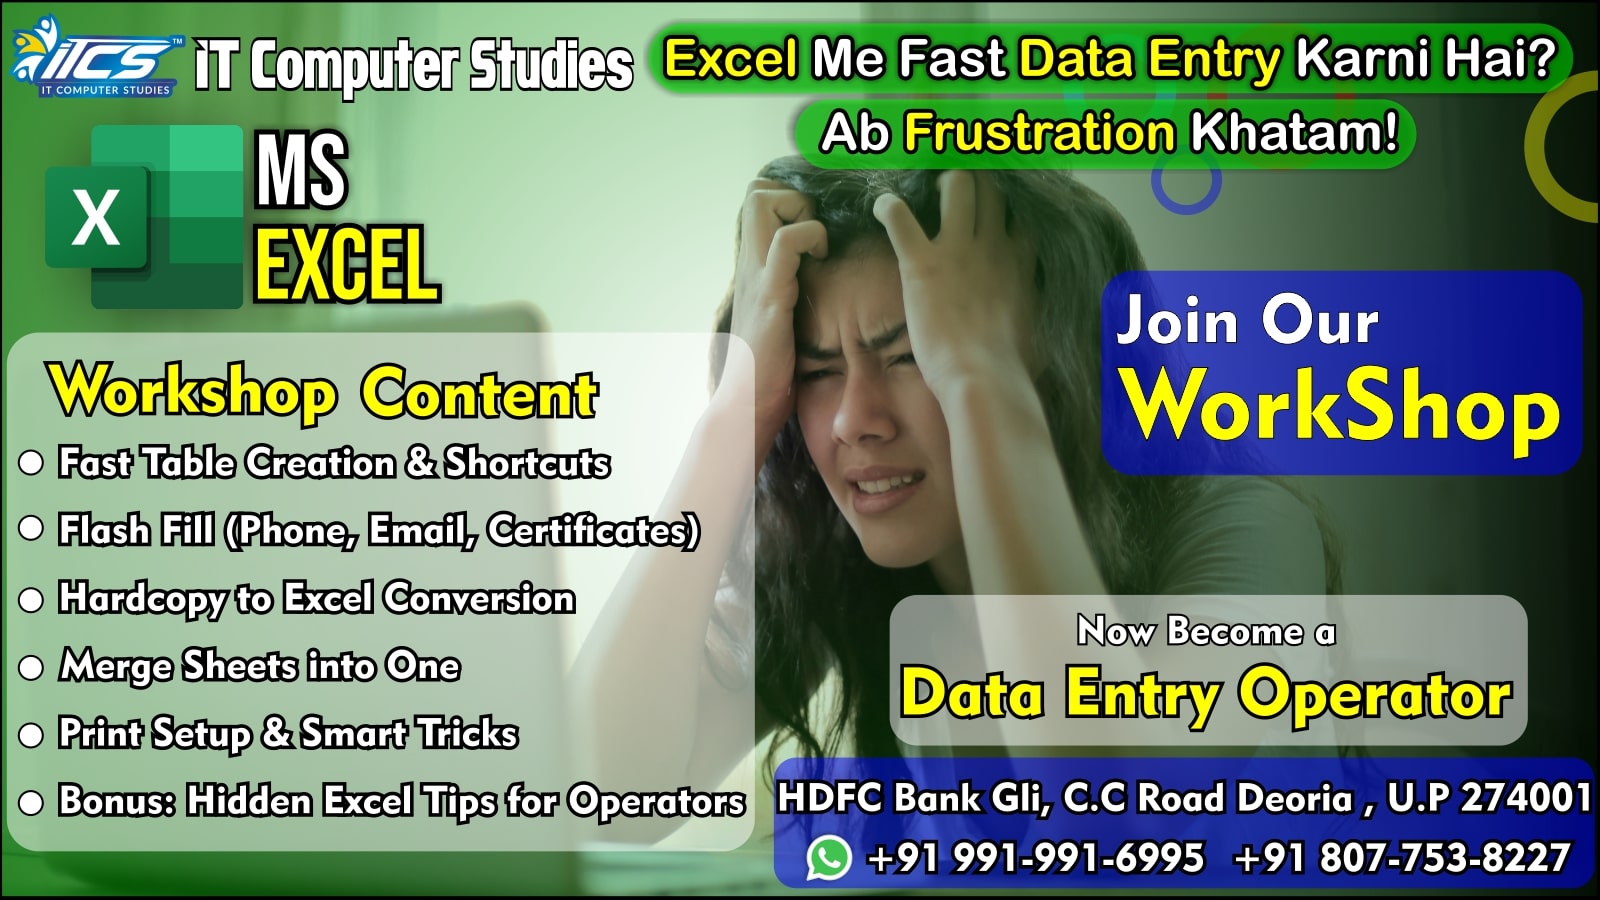 iTCS™
IT COMPUTER STUDIES
iT Computer Studies
Excel Me Fast Data Entry Karni Hai?
Ab Frustration Khatam!
X
MS
EXCEL
Join Our
WorkShop
Workshop Content
Fast Table Creation & Shortcuts
Flash Fill (Phone, Email, Certificates)
Hardcopy to Excel Conversion
Merge Sheets into One
Print Setup & Smart Tricks
Bonus: Hidden Excel Tips for Operators
Now Become a
Data Entry Operator
HDFC Bank Gli, C.C Road Deoria , U.P 274001
+91 991-991-6995 +91 807-753-8227